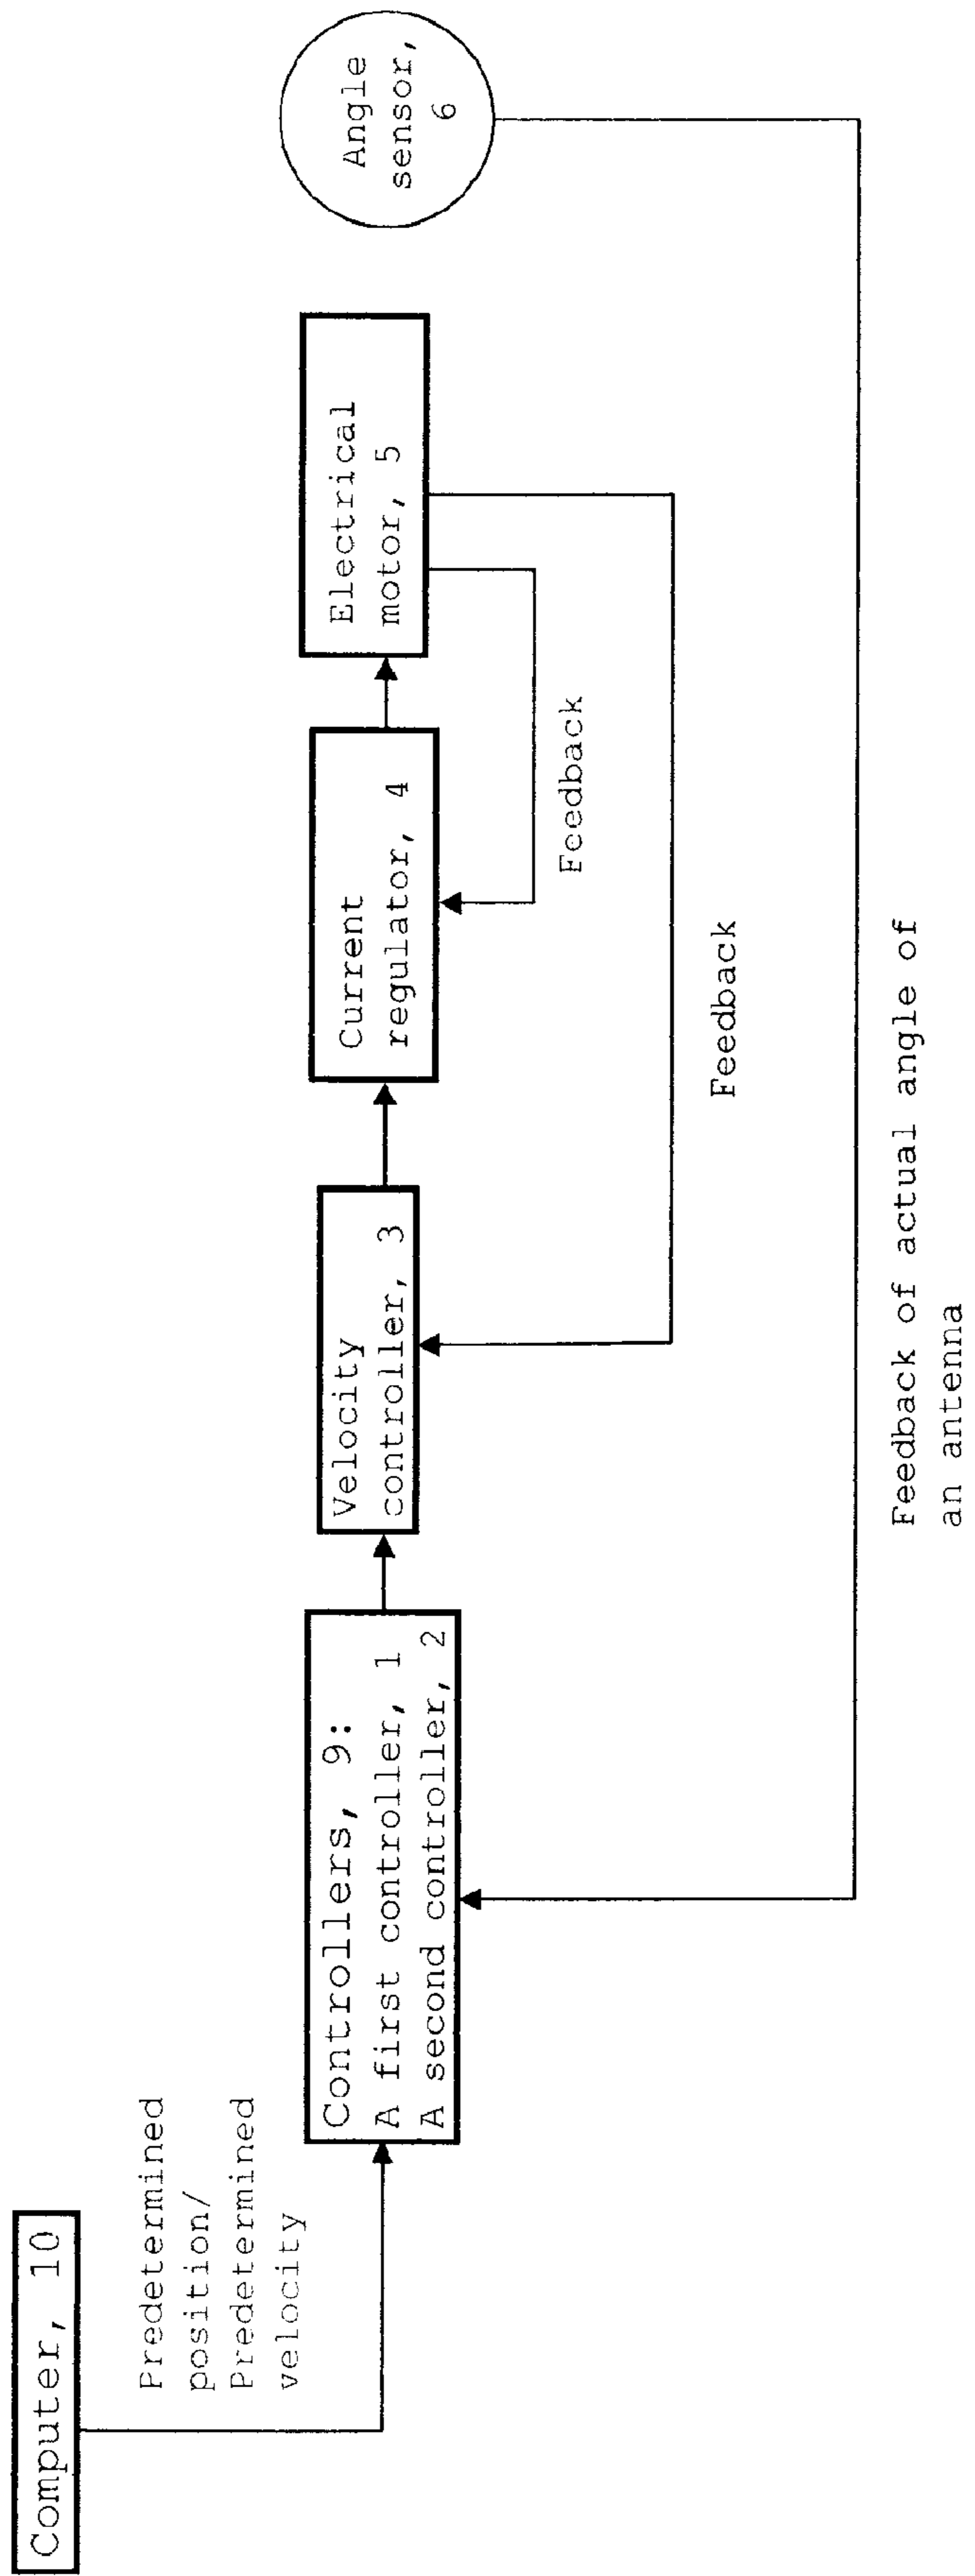 Computer, 10
Predetermined
position/
Predetermined
velocity
Controllers, 9:
A first controller, 1
A second controller, 2
Velocity
controller, 3
Current
regulator, 4
Electrical
motor, 5
Angle
sensor,
6
Feedback
Feedback
Feedback of actual angle of
an antenna